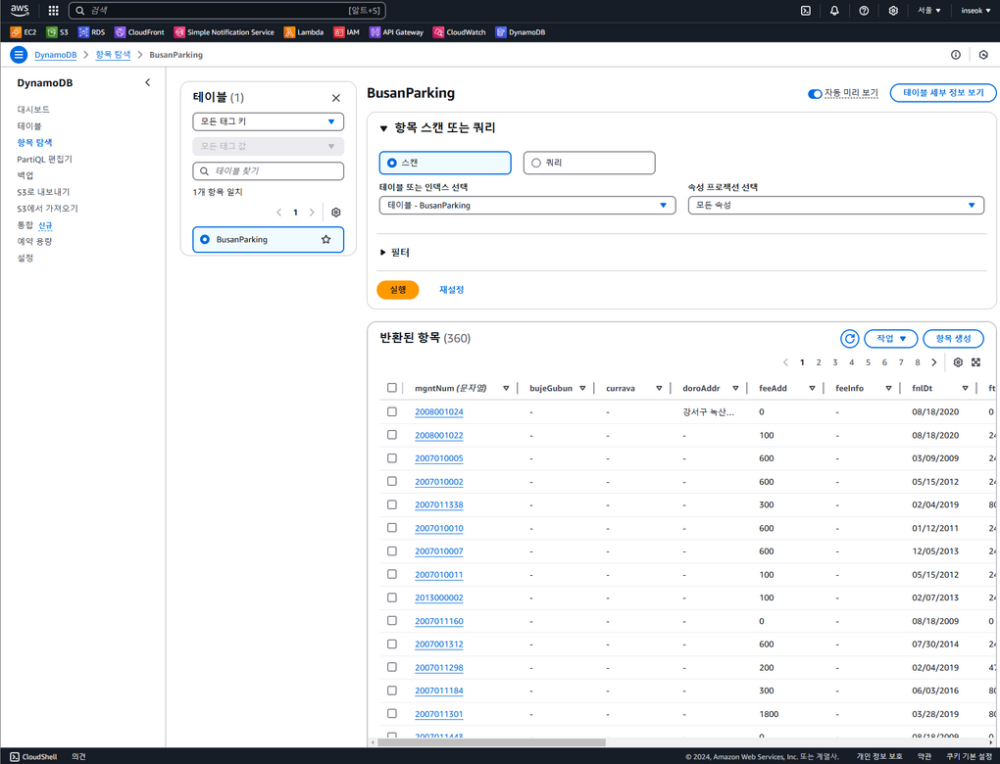 aws 검색 [알트+S] 서울 ▼ inseok ▼
EC2 S3 RDS CloudFront Simple Notification Service Lambda IAM API Gateway CloudWatch DynamoDB
DynamoDB > 항목 탐색 > BusanParking
DynamoDB
대시보드
테이블
항목 탐색
PartiQL 편집기
백업
S3로 내보내기
S3에서 가져오기
통합 신규
예약 용량
설정
테이블 (1)
모든 태그 키
모든 태그 값
테이블 찾기
1개 항목 일치
< 1 >
BusanParking
BusanParking
자동 미리 보기 테이블 세부 정보 보기
▼ 항목 스캔 또는 쿼리
스캔 쿼리
테이블 또는 인덱스 선택 속성 프로젝션 선택
테이블 - BusanParking 모든 속성
▶ 필터
실행 재설정
반환된 항목 (360) 작업 ▼ 항목 생성
< 1 2 3 4 5 6 7 8 >
mgntNum (문자열) bujeGubun currava doroAddr feeAdd feeInfo fnlDt ft
2008001024 - - 강서구 녹산... 0 - 08/18/2020 0
2008001022 - - - 100 - 08/18/2020 24
2007010005 - - - 600 - 03/09/2009 24
2007010002 - - - 600 - 05/15/2012 24
2007011338 - - - 300 - 02/04/2019 80
2007010010 - - - 600 - 01/12/2011 24
2007010007 - - - 600 - 12/05/2013 24
2007010011 - - - 100 - 05/15/2012 24
2013000002 - - - 100 - 02/07/2013 24
2007011160 - - - 0 - 08/18/2009 0
2007001312 - - - 600 - 07/30/2014 24
2007011298 - - - 200 - 02/04/2019 47
2007011184 - - - 300 - 06/03/2016 80
2007011301 - - - 1800 - 03/28/2019 80
2007011443 - - - 0 - 08/18/2009 0
CloudShell 의견 © 2024, Amazon Web Services, Inc. 또는 계열사. 개인 정보 보호 약관 쿠키 기본 설정